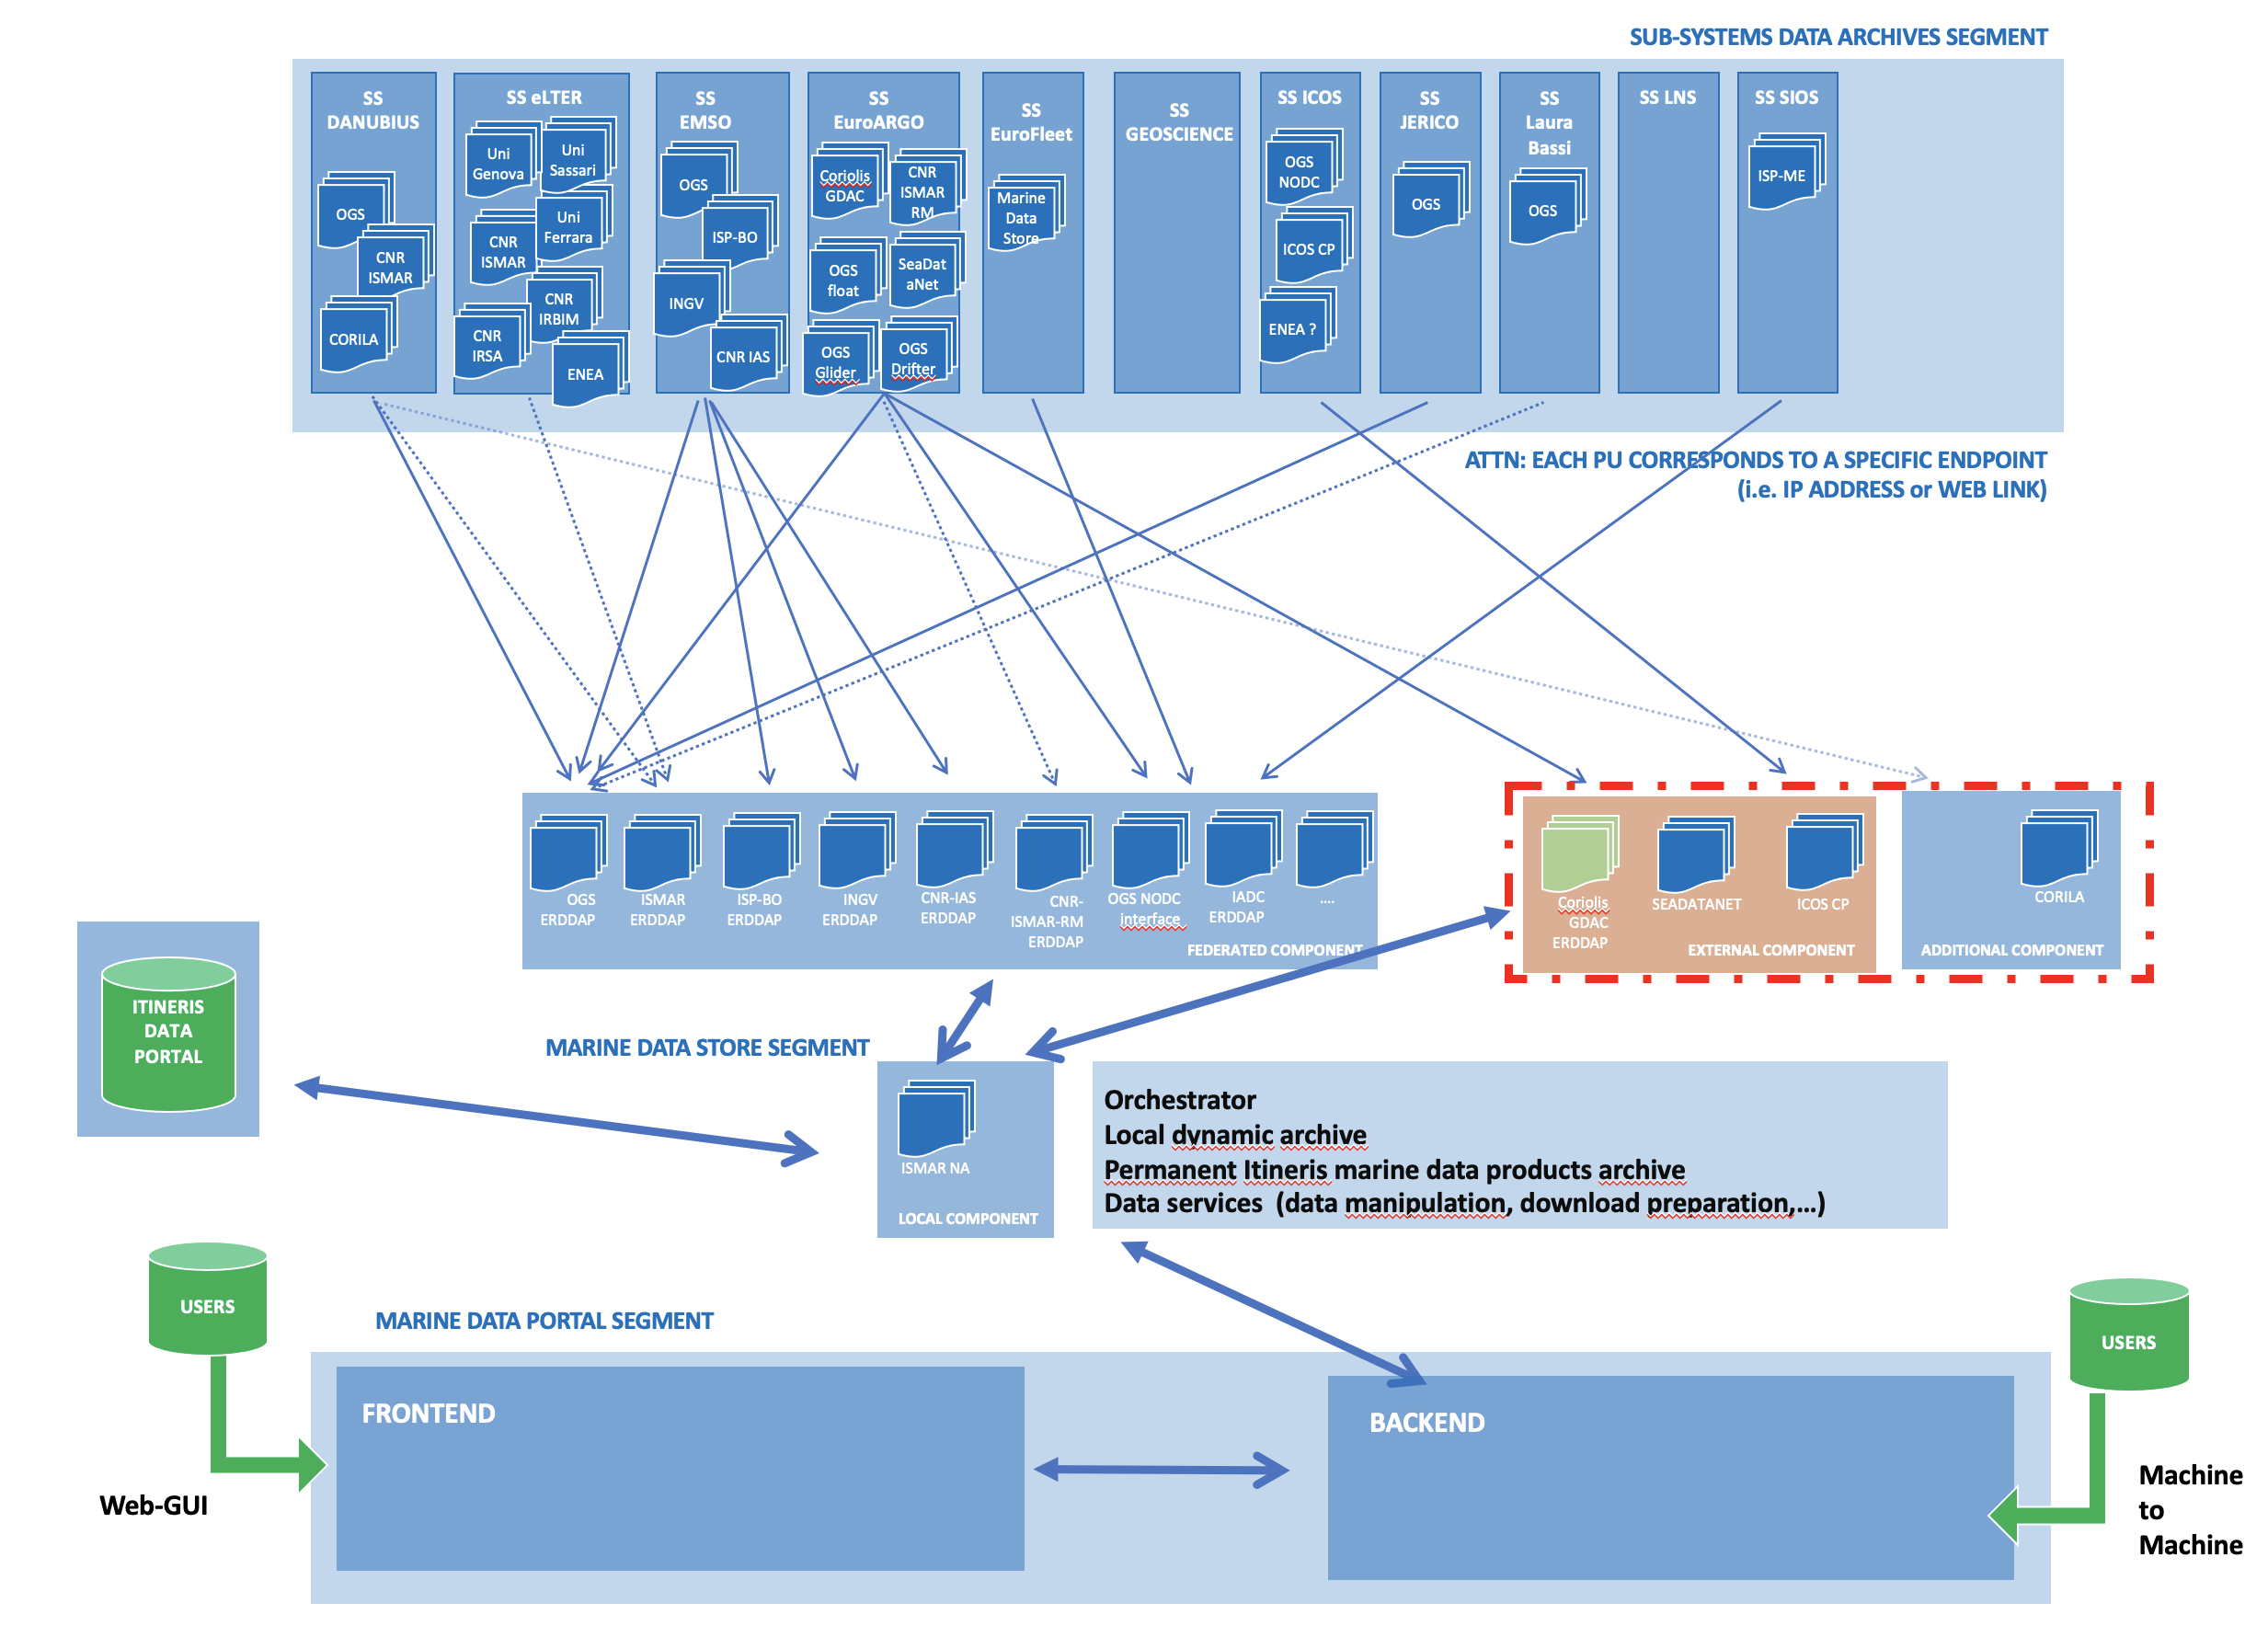 SUB-SYSTEMS DATA ARCHIVES SEGMENT
SS
DANUBIUS
OGS
CNR
ISMAR
CORILA
SS eLTER
Uni
Genova
Uni
Sassari
CNR
ISMAR
Uni
Ferrara
CNR
IRBIM
CNR
IRSA
ENEA
SS
EMSO
OGS
ISP-BO
INGV
CNR IAS
SS
EuroARGO
Coriolis
GDAC
CNR
ISMAR
RM
OGS
float
SeaDat
aNet
OGS
Glider
OGS
Drifter
SS
EuroFleet
Marine
Data
Store
SS
GEOSCIENCE
SS ICOS
OGS
NODC
ICOS CP
ENEA ?
SS
JERICO
OGS
SS
Laura
Bassi
OGS
SS LNS
SS SIOS
ISP-ME
ATTN: EACH PU CORRESPONDS TO A SPECIFIC ENDPOINT
(i.e. IP ADDRESS or WEB LINK)
OGS
ERDDAP
ISMAR
ERDDAP
ISP-BO
ERDDAP
INGV
ERDDAP
CNR-IAS
ERDDAP
CNR-
ISMAR-RM
ERDDAP
OGS NODC
interface
IADC
ERDDAP
....
FEDERATED COMPONENT
Coriolis
GDAC
ERDDAP
SEADATANET
ICOS CP
EXTERNAL COMPONENT
CORILA
ADDITIONAL COMPONENT
ITINERIS
DATA
PORTAL
MARINE DATA STORE SEGMENT
ISMAR NA
LOCAL COMPONENT
Orchestrator
Local dynamic archive
Permanent Itineris marine data products archive
Data services  (data manipulation, download preparation,...)
USERS
MARINE DATA PORTAL SEGMENT
USERS
FRONTEND
BACKEND
Web-GUI
Machine
to
Machine